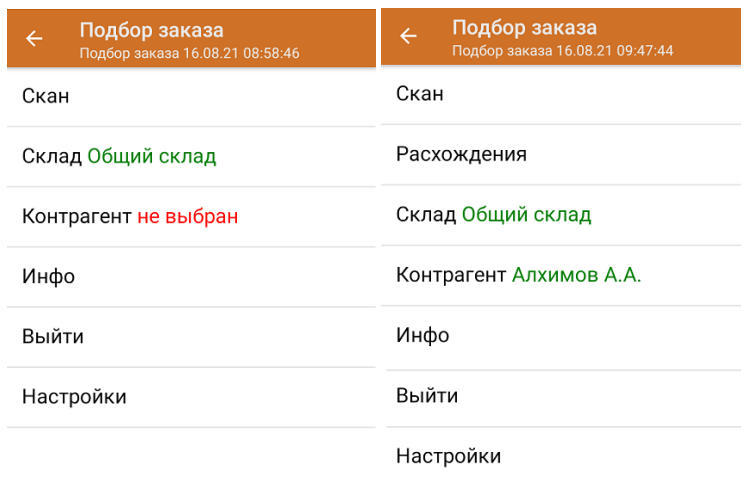 Подбор заказа
Подбор заказа 16.08.21 08:58:46
Скан
Склад Общий склад
Контрагент не выбран
Инфо
Выйти
Настройки
Подбор заказа
Подбор заказа 16.08.21 09:47:44
Скан
Расхождения
Склад Общий склад
Контрагент Алхимов А.А.
Инфо
Выйти
Настройки